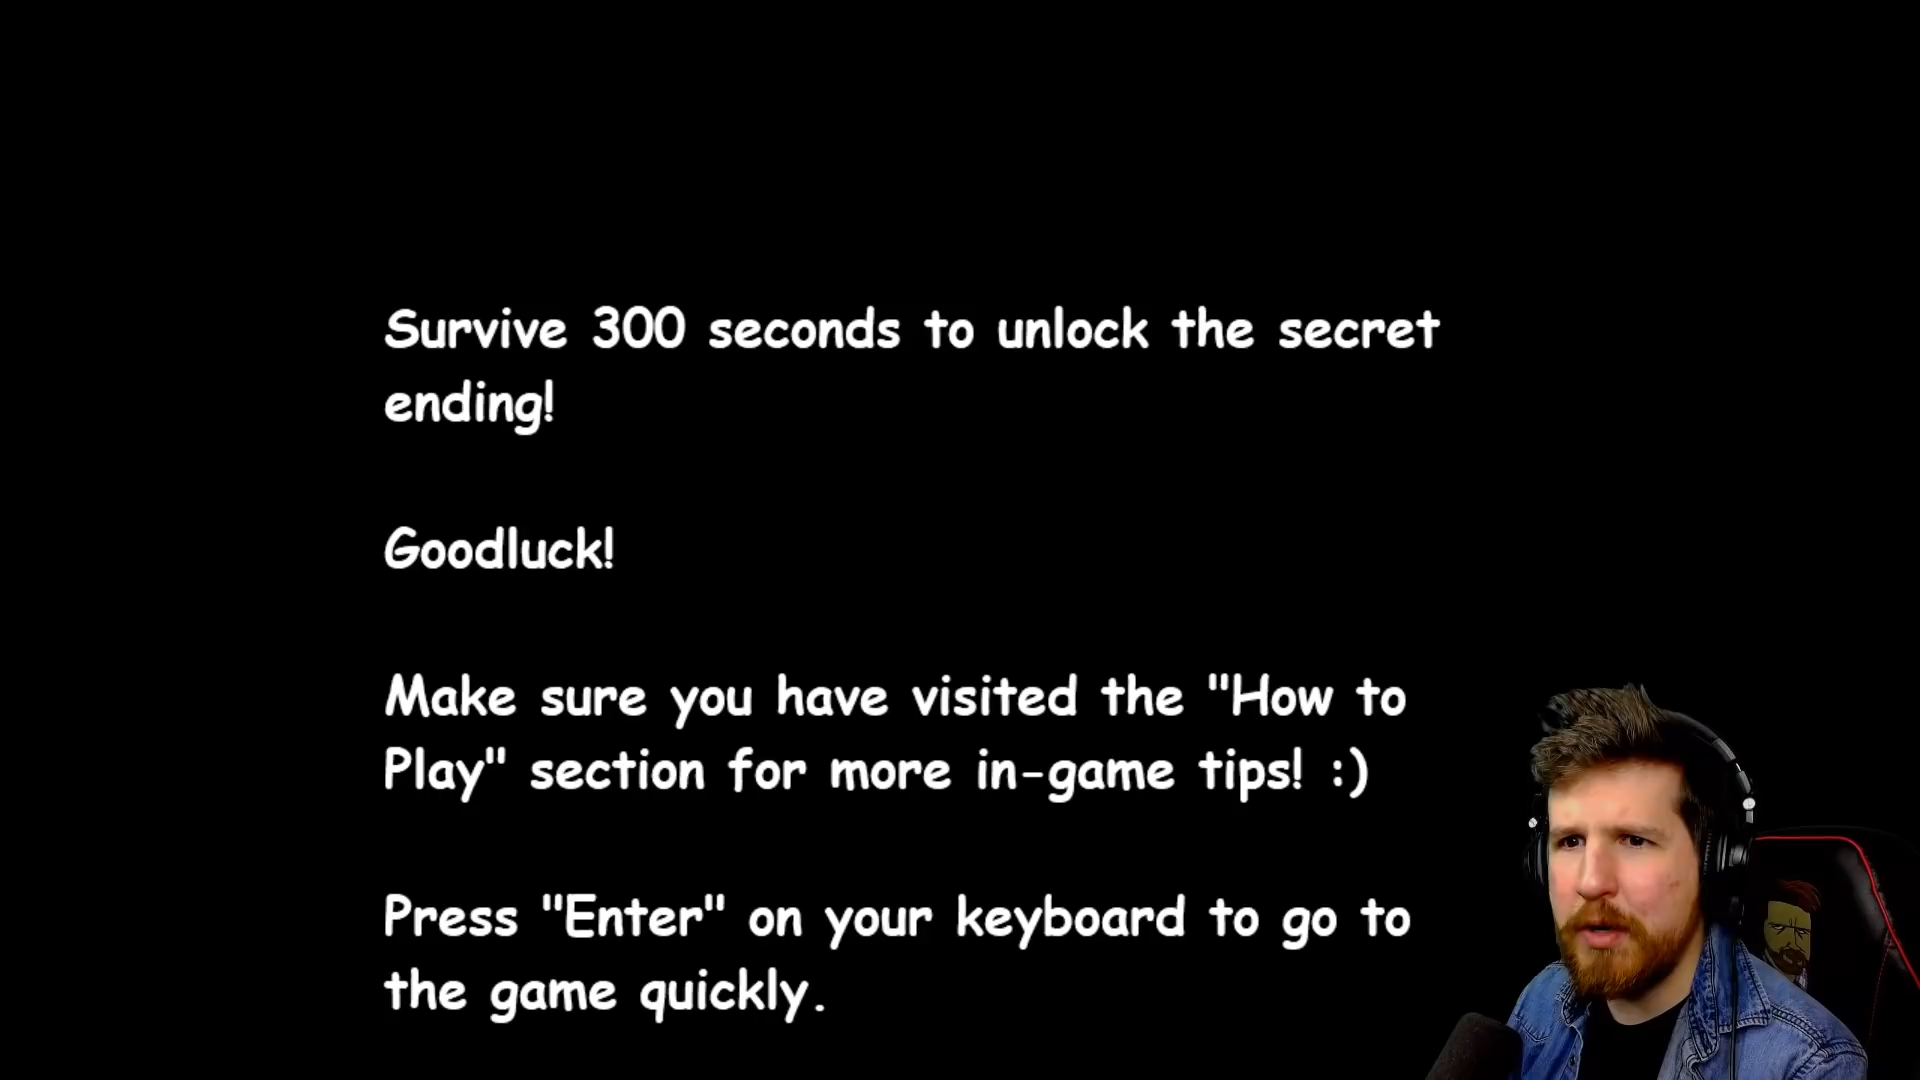 Survive 300 seconds to unlock the secret
ending!
Goodluck!
Make sure you have visited the "How to
Play" section for more in-game tips! :)
Press "Enter" on your keyboard to go to
the game quickly.